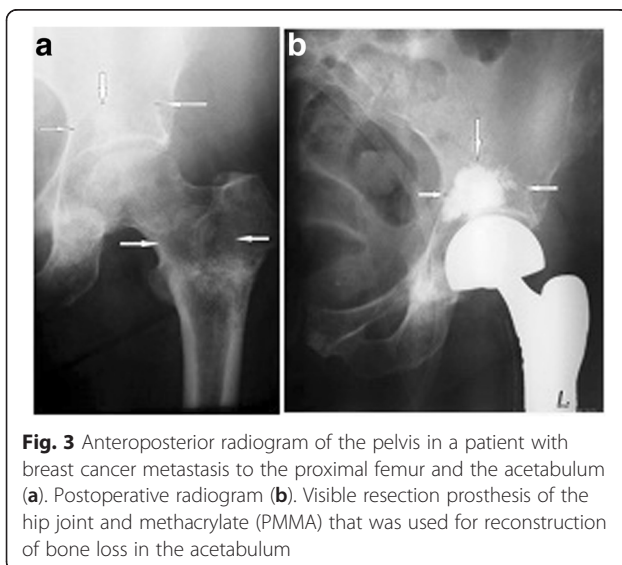 a
b
L
Fig. 3 Anteroposterior radiogram of the pelvis in a patient with
breast cancer metastasis to the proximal femur and the acetabulum
(a). Postoperative radiogram (b). Visible resection prosthesis of the
hip joint and methacrylate (PMMA) that was used for reconstruction
of bone loss in the acetabulum